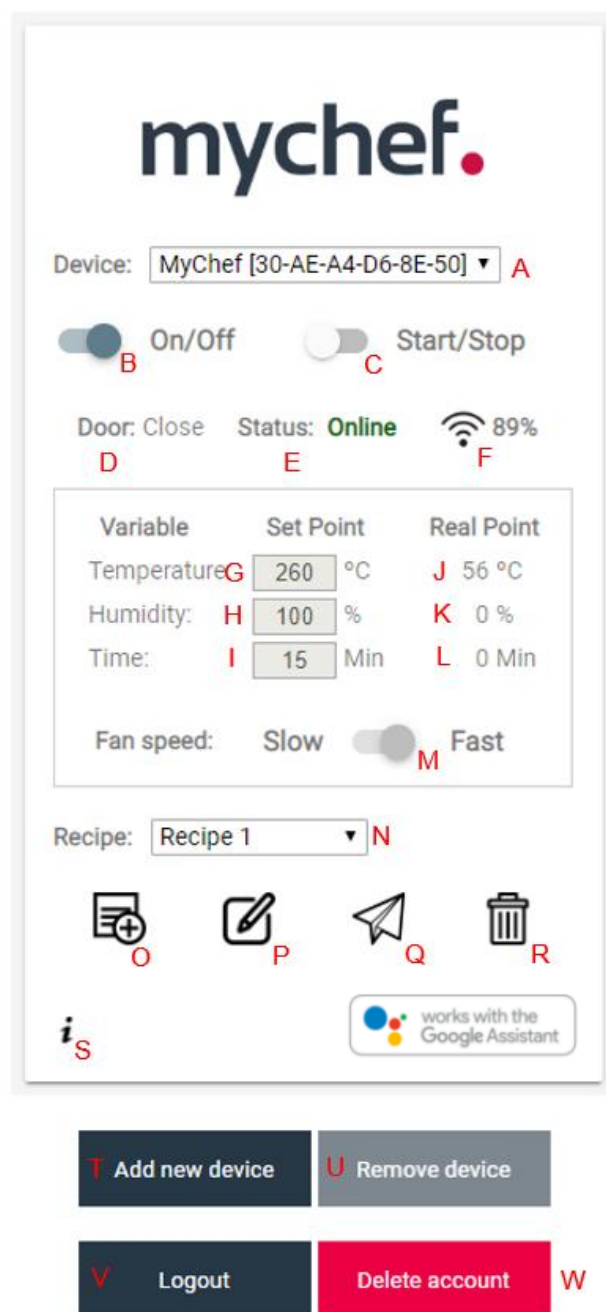 mychef.
Device: MyChef [30-AE-A4-D6-8E-50] A
B On/Off C Start/Stop
Door: Close Status: Online 89%
D E F
Variable Set Point Real Point
Temperature G 260 ºC J 56 ºC
Humidity: H 100 % K 0 %
Time: I 15 Min L 0 Min
Fan speed: Slow M Fast
Recipe: Recipe 1 N
O P Q R
i S works with the
Google Assistant
T Add new device U Remove device
V Logout Delete account W